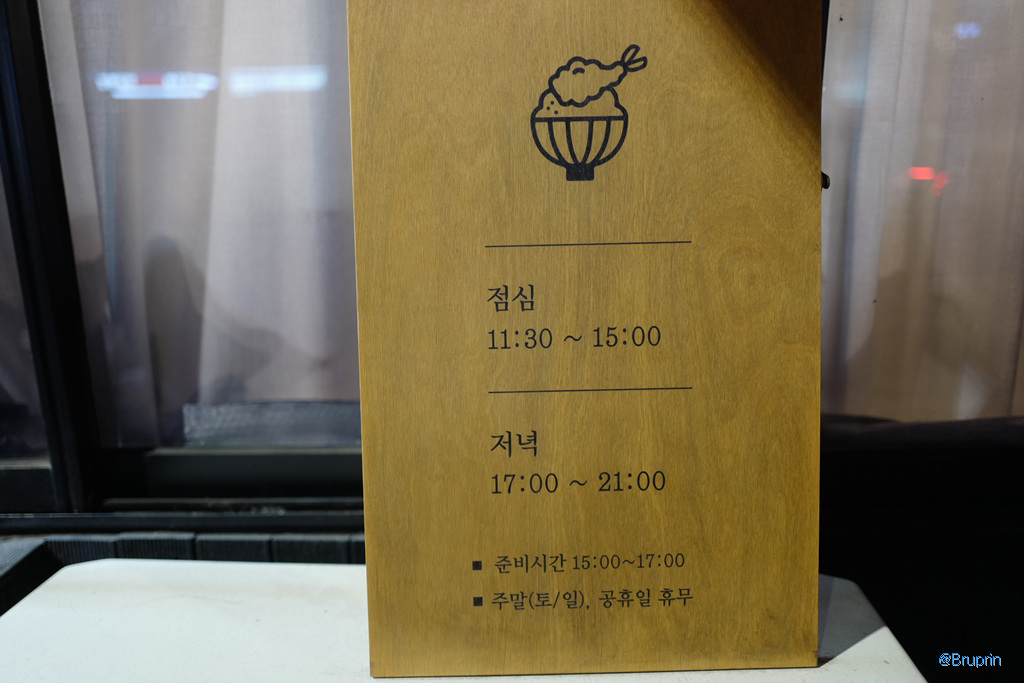 점심
11:30 ~ 15:00
저녁
17:00 ~ 21:00
■ 준비시간 15:00~17:00
■ 주말(토/일), 공휴일 휴무
@Bruprin